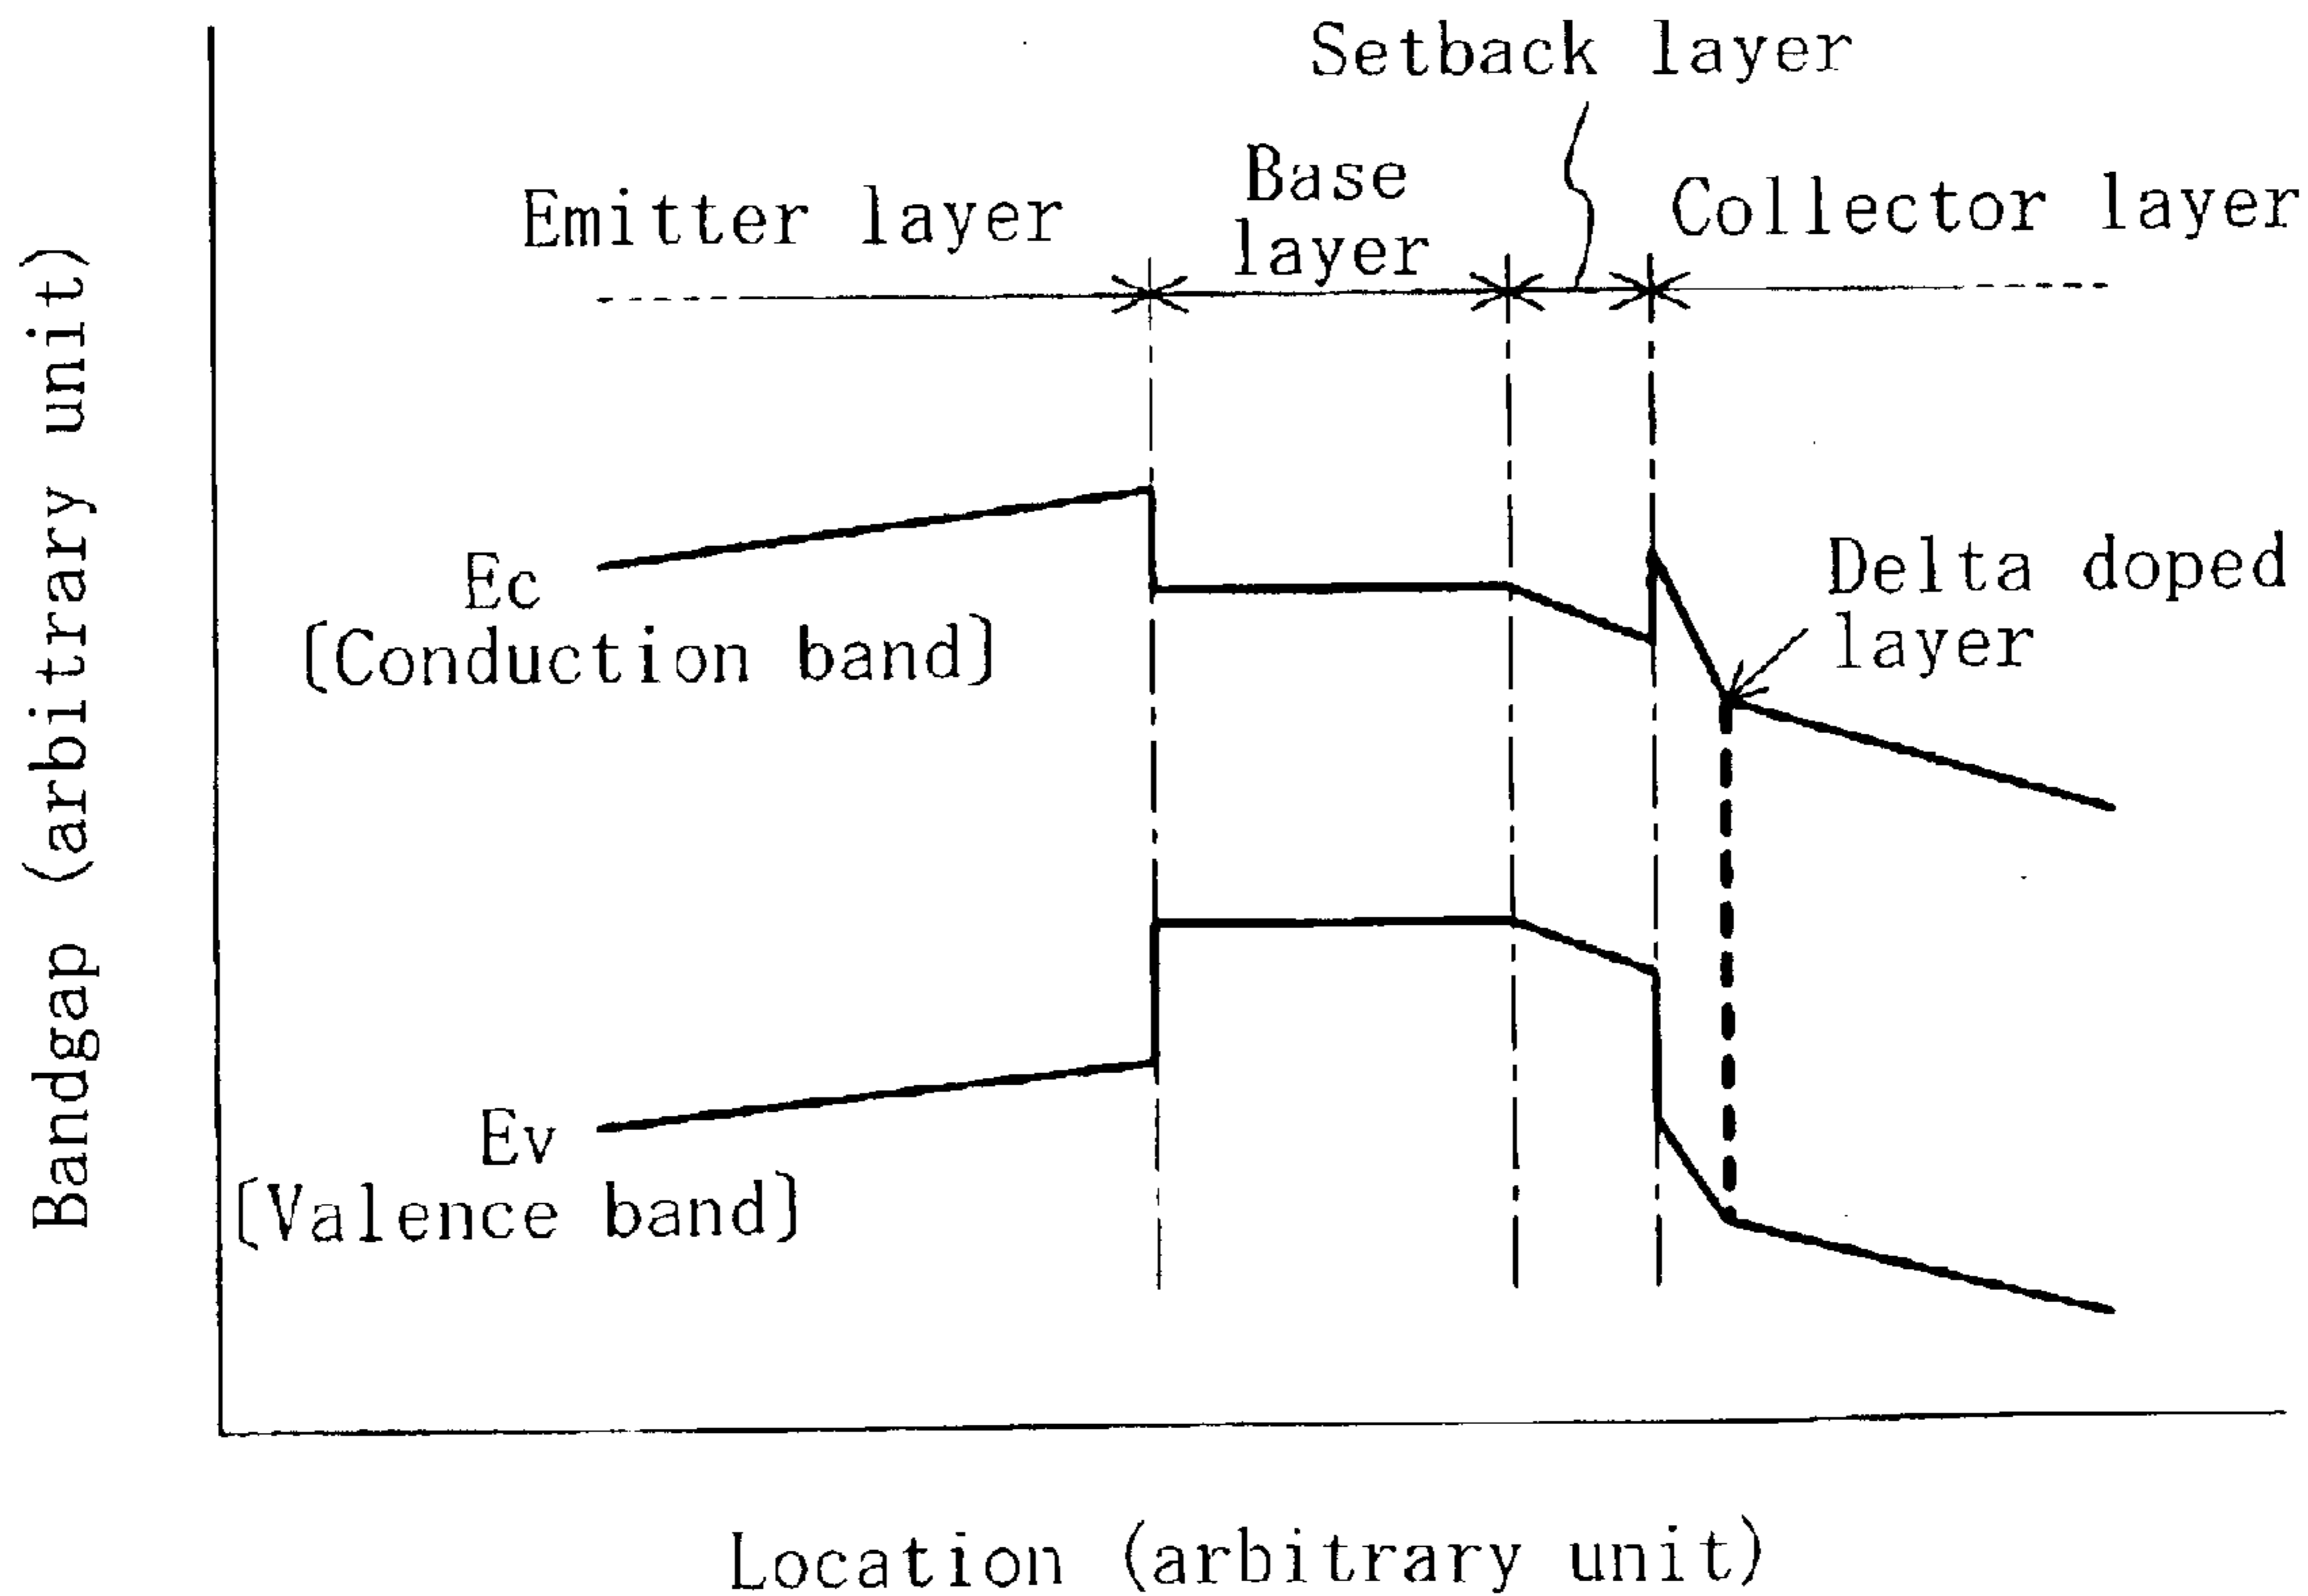 Setback layer
Base
layer
Emitter layer
Collector layer
Ec
(Conduction band)
Delta doped
layer
Ev
(Valence band)
Bandgap (arbitrary unit)
Location (arbitrary unit)